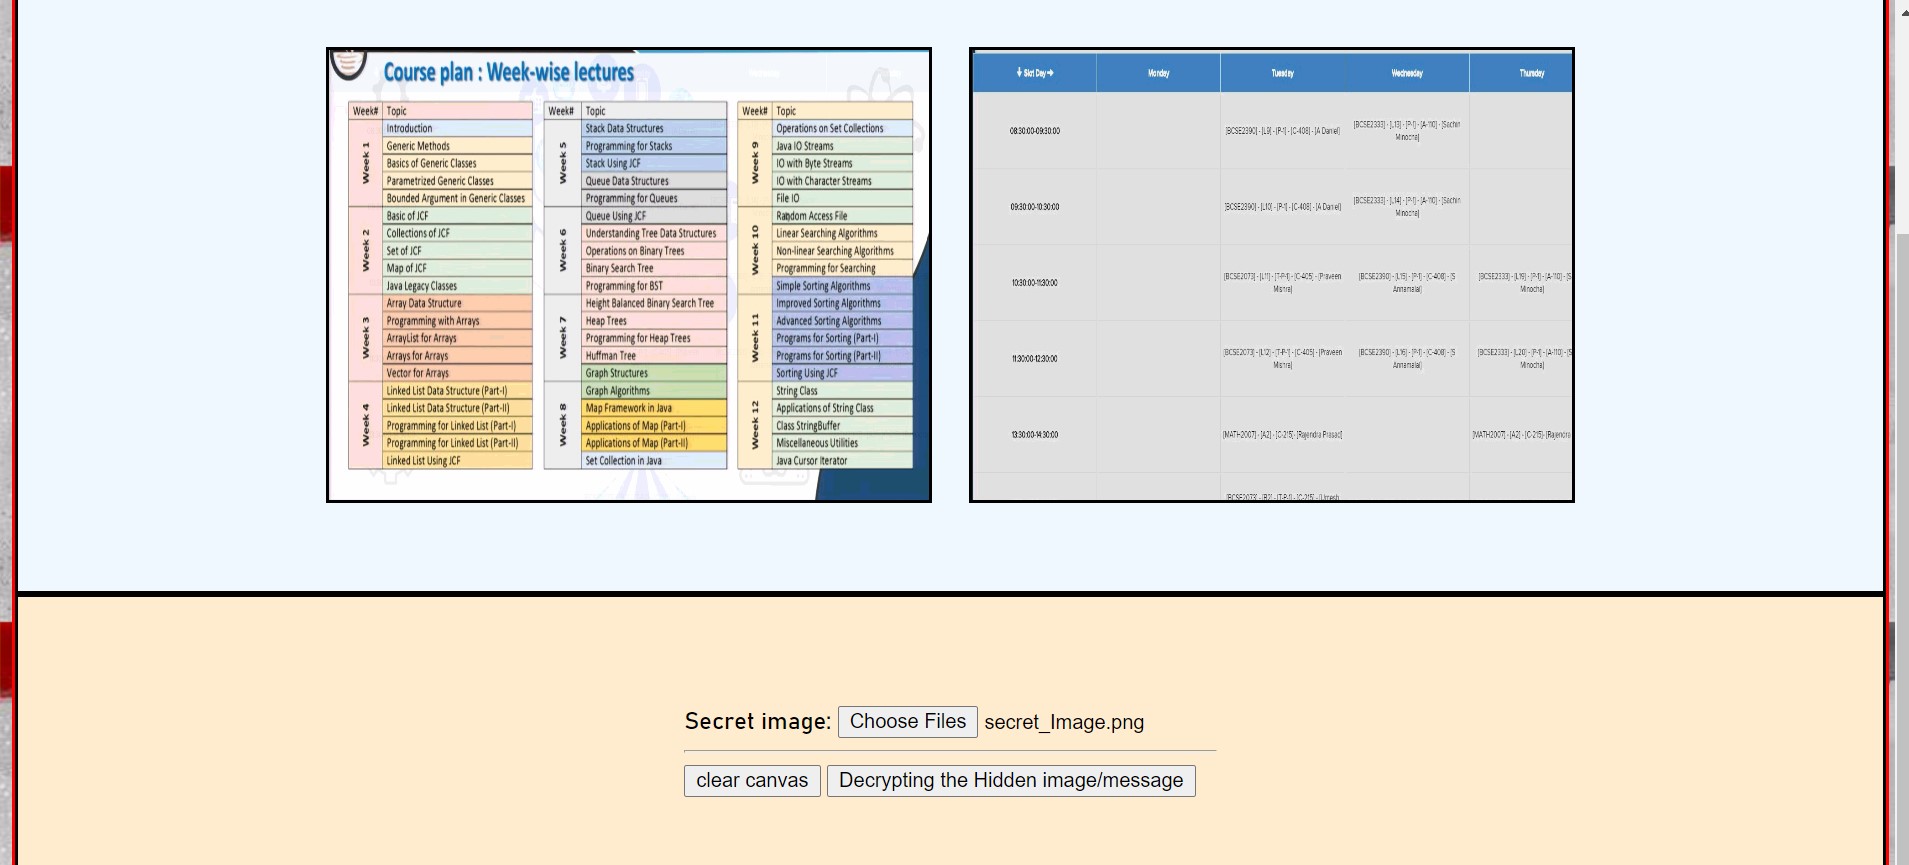 Course plan : Week-wise lectures
Week# Topic
Week 1
Introduction
Generic Methods
Basics of Generic Classes
Parametrized Generic Classes
Bounded Argument in Generic Classes
Week 2
Basic of JCF
Collections of JCF
Set of JCF
Map of JCF
Java Legacy Classes
Week 3
Array Data Structure
Programming with Arrays
ArrayList for Arrays
Arrays for Arrays
Vector for Arrays
Week 4
Linked List Data Structure (Part-I)
Linked List Data Structure (Part-II)
Programming for Linked List (Part-I)
Programming for Linked List (Part-II)
Linked List Using JCF
Week# Topic
Week 5
Stack Data Structures
Programming for Stacks
Stack Using JCF
Queue Data Structures
Programming for Queues
Week 6
Queue Using JCF
Understanding Tree Data Structures
Operations on Binary Trees
Binary Search Tree
Programming for BST
Week 7
Height Balanced Binary Search Tree
Heap Trees
Programming for Heap Trees
Huffman Tree
Graph Structures
Week 8
Graph Algorithms
Map Framework in Java
Applications of Map (Part-I)
Applications of Map (Part-II)
Set Collection in Java
Week# Topic
Week 9
Operations on Set Collections
Java IO Streams
IO with Byte Streams
IO with Character Streams
File IO
Week 10
Random Access File
Linear Searching Algorithms
Non-linear Searching Algorithms
Programming for Searching
Simple Sorting Algorithms
Week 11
Improved Sorting Algorithms
Advanced Sorting Algorithms
Programs for Sorting (Part-I)
Programs for Sorting (Part-II)
Sorting Using JCF
Week 12
String Class
Applications of String Class
Class StringBuffer
Miscellaneous Utilities
Java Cursor Iterator
Slot Day Monday Tuesday Wednesday Thursday
08:30:00-09:30:00
[BCSE2390] - [L9] - [P-1] - [C-408] - [A Daniel]
[BCSE2333] - [L13] - [P-1] - [A-110] - [Sachin
Minocha]
09:30:00-10:30:00
[BCSE2390] - [L10] - [P-1] - [C-408] - [A Daniel]
[BCSE2333] - [L14] - [P-1] - [A-110] - [Sachin
Minocha]
10:30:00-11:30:00
[BCSE2073] - [L11] - [T-P-1] - [C-405] - [Praveen
Mishra]
[BCSE2390] - [L15] - [P-1] - [C-408] - [S
Annamalai]
[BCSE2333] - [L19] - [P-1] - [A-110] - [S
Minocha]
11:30:00-12:30:00
[BCSE2073] - [L12] - [T-P-1] - [C-405] - [Praveen
Mishra]
[BCSE2390] - [L16] - [P-1] - [C-408] - [S
Annamalai]
[BCSE2333] - [L20] - [P-1] - [A-110] - [S
Minocha]
13:30:00-14:30:00
[MATH2007] - [A2] - [C-215] - [Rajendra Prasad]
[MATH2007] - [A2] - [C-215] - [Rajendra
[BCSE2073] - [B2] - [T-P-1] - [C-215] - [Umesh
Secret image: Choose Files secret_Image.png
clear canvas Decrypting the Hidden image/message